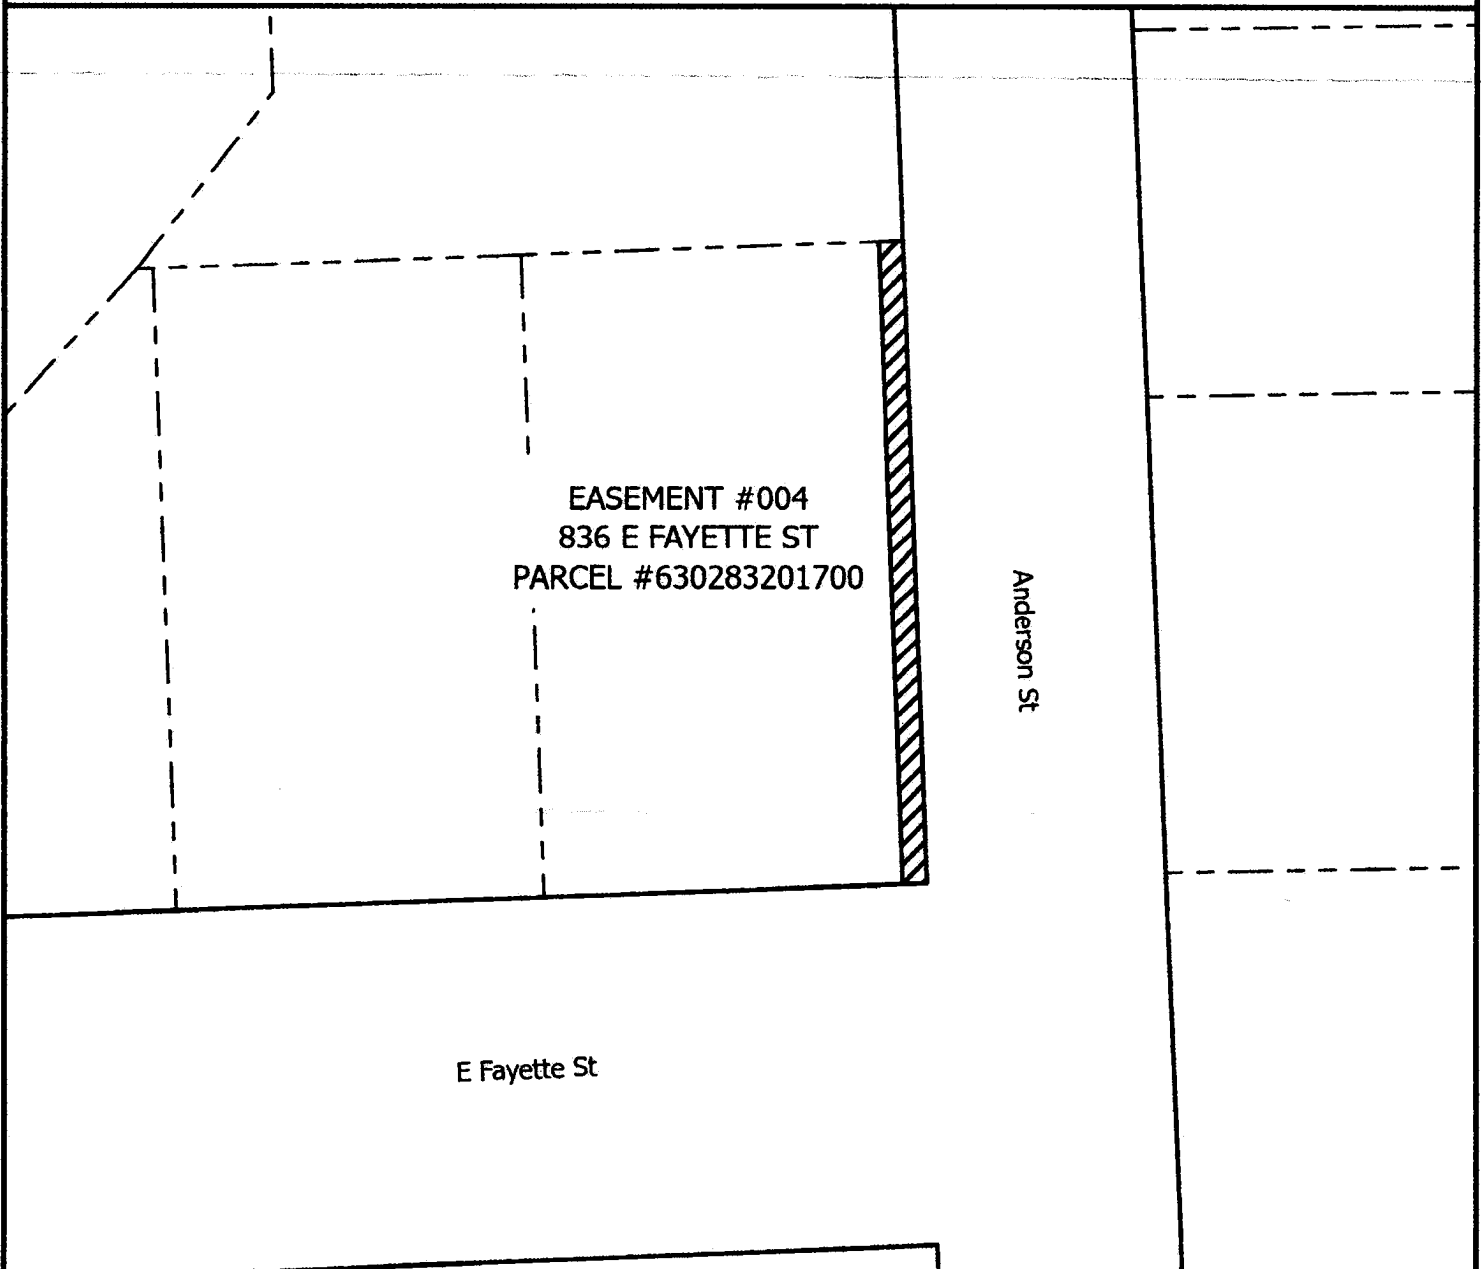 EASEMENT #004
836 E FAYETTE ST
PARCEL #630283201700
Anderson St
E Fayette St